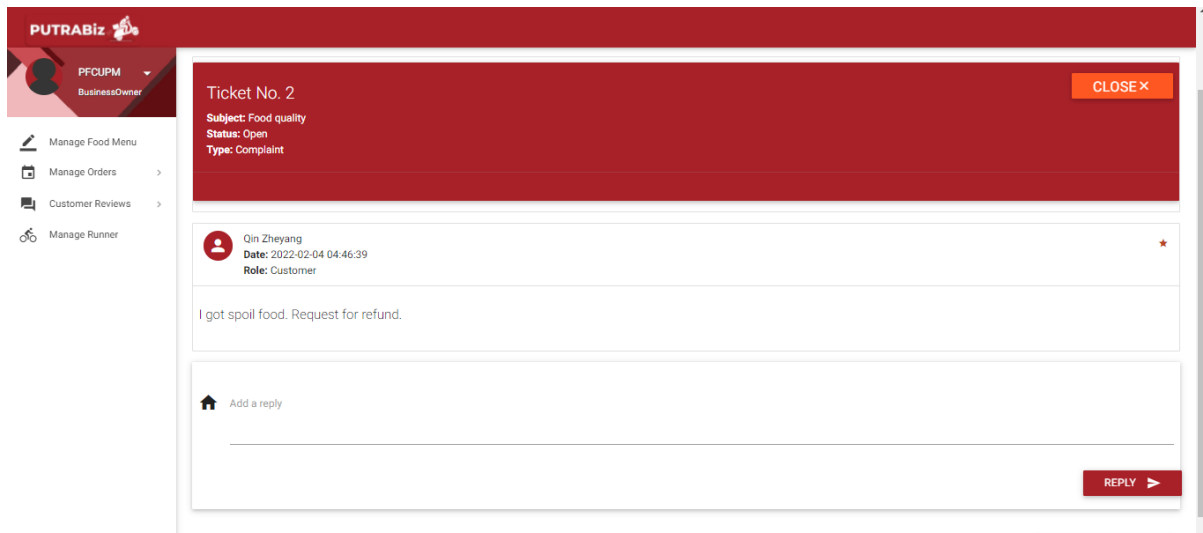 PUTRABiz
PFCUPM
BusinessOwner
Manage Food Menu
Manage Orders
Customer Reviews
Manage Runner
Ticket No. 2
CLOSE×
Subject: Food quality
Status: Open
Type: Complaint
Qin Zheyang
Date: 2022-02-04 04:46:39
Role: Customer
I got spoil food. Request for refund.
Add a reply
REPLY